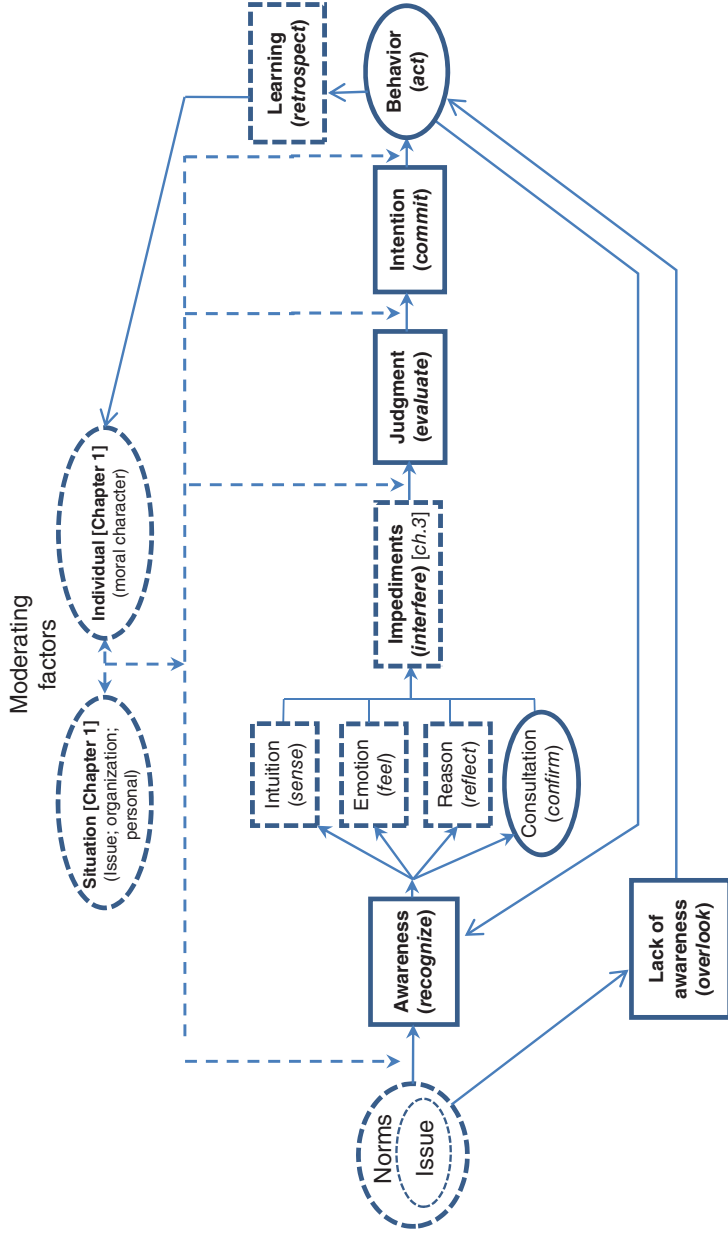 Moderating
factors
Situation [Chapter 1]
(Issue; organization;
personal)
Individual [Chapter 1]
(moral character)
Norms
Issue
Awareness
(recognize)
Lack of
awareness
(overlook)
Intuition
(sense)
Emotion
(feel)
Reason
(reflect)
Consultation
(confirm)
Impediments
(interfere) [ch.3]
Judgment
(evaluate)
Intention
(commit)
Behavior
(act)
Learning
(retrospect)